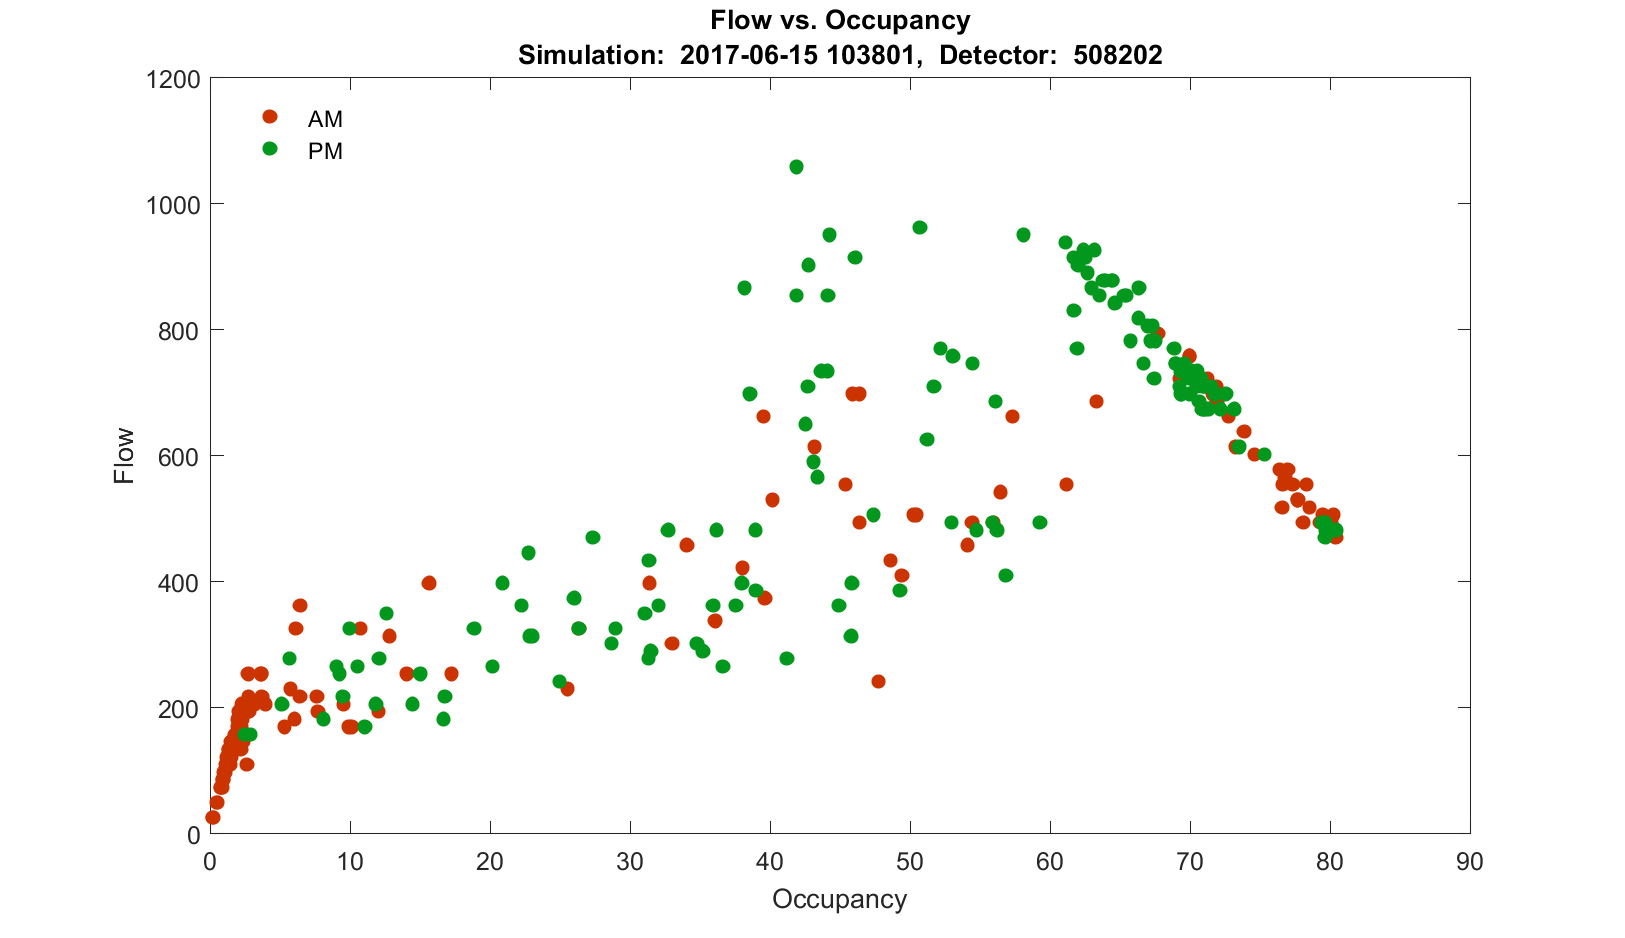 Flow vs. Occupancy
Simulation:  2017-06-15 103801,  Detector:  508202
1200
1000
800
600
400
200
0
Flow
AM
PM
0 10 20 30 40 50 60 70 80 90
Occupancy